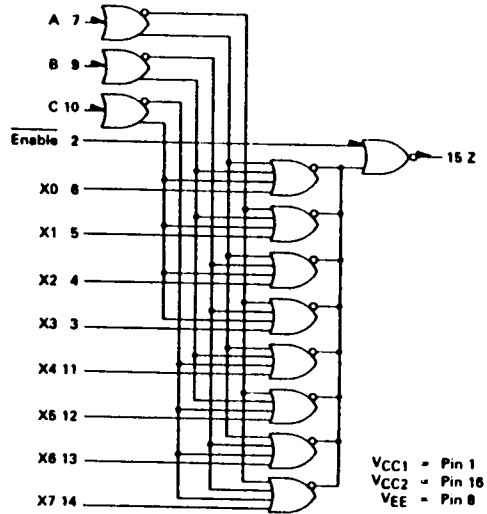 A 7
B 9
C 10
Enable 2
15 Z
X0 6
X1 5
X2 4
X3 3
X4 11
X5 12
X6 13
X7 14
VCC1 = Pin 1
VCC2 = Pin 16
VEE = Pin 8